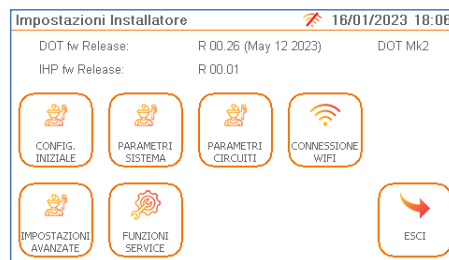 Impostazioni Installatore 16/01/2023 18:06
DOT fw Release: R 00.26 (May 12 2023) DOT Mk2
IHP fw Release: R 00.01
CONFIG. INIZIALE
PARAMETRI SISTEMA
PARAMETRI CIRCUITI
CONNESSIONE WIFI
IMPOSTAZIONI AVANZATE
FUNZIONI SERVICE
ESCI